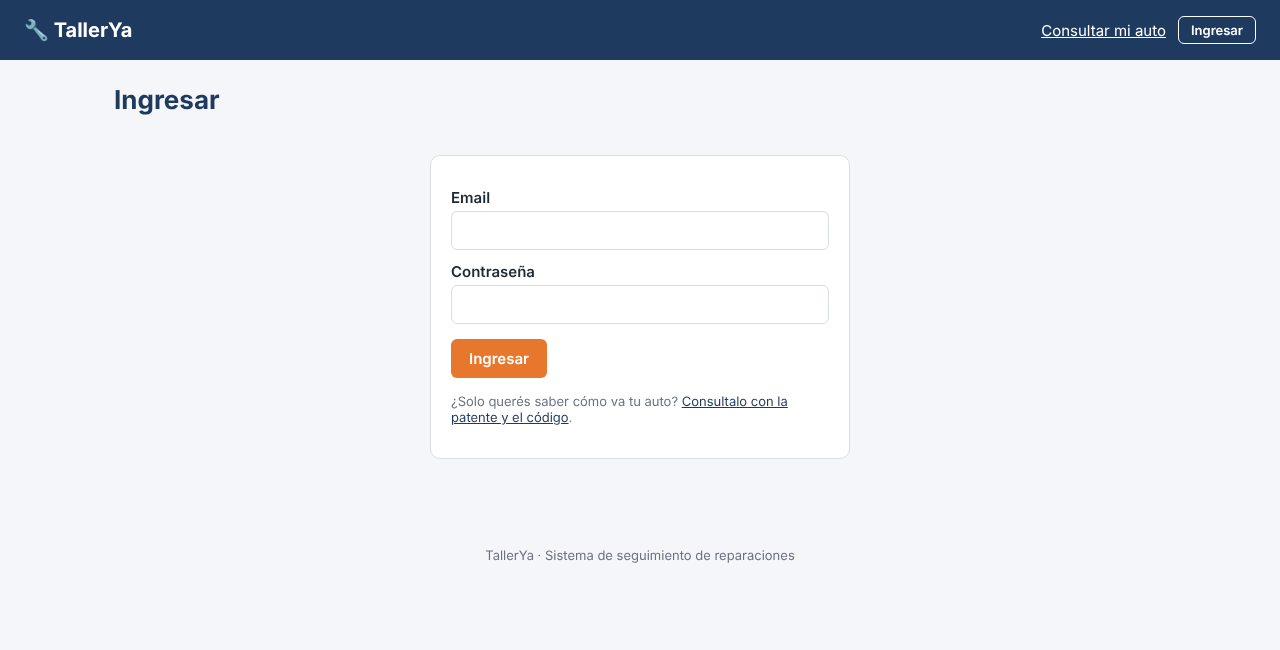 TallerYa
Consultar mi auto
Ingresar
Ingresar
Email
Contraseña
Ingresar
¿Solo querés saber cómo va tu auto? Consultalo con la
patente y el código.
TallerYa · Sistema de seguimiento de reparaciones